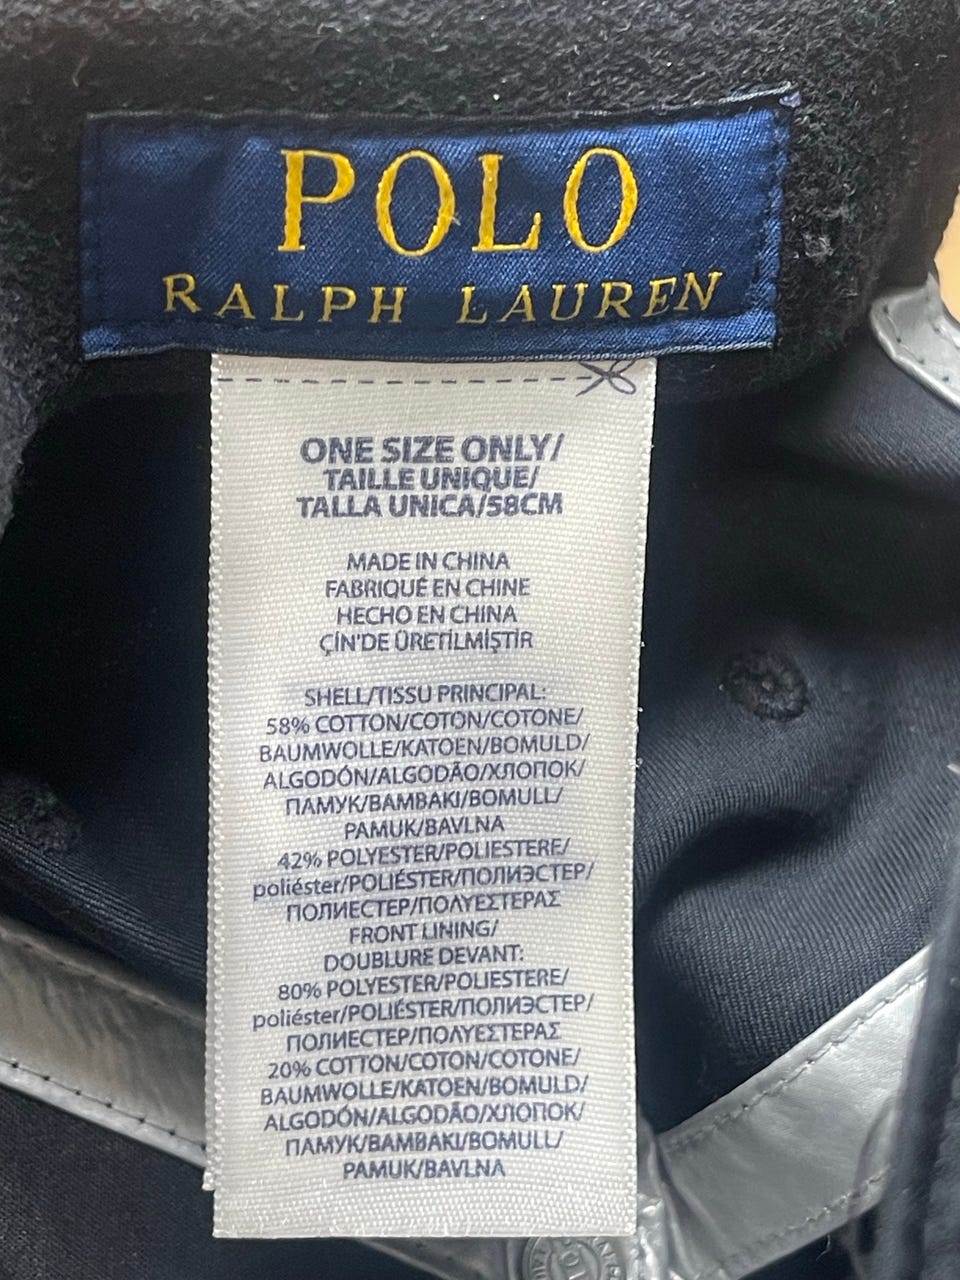 POLO
RALPH LAUREN
ONE SIZE ONLY/
TAILLE UNIQUE/
TALLA UNICA/58CM
MADE IN CHINA
FABRIQUÉ EN CHINE
HECHO EN CHINA
ÇİN'DE ÜRETİLMİŞTİR
SHELL/TISSU PRINCIPAL:
58% COTTON/COTON/COTONE/
BAUMWOLLE/KATOEN/BOMULD/
ALGODÓN/ALGODÃO/ХЛОПОК/
ПАМУК/BAMBAKI/BOMULL/
PAMUK/BAVLNA
42% POLYESTER/POLIESTERE/
poliéster/POLIÉSTER/ПОЛИЭСТЕР/
ПОЛИЕСТЕР/ΠΟΛΥΕΣΤΕΡΑΣ
FRONT LINING/
DOUBLURE DEVANT:
80% POLYESTER/POLIESTERE/
poliéster/POLIÉSTER/ПОЛИЭСТЕР/
ПОЛИЕСТЕР/ΠΟΛΥΕΣΤΕΡΑΣ
20% COTTON/COTON/COTONE/
BAUMWOLLE/KATOEN/BOMULD/
ALGODÓN/ALGODÃO/ХЛОПОК/
ПАМУК/BAMBAKI/BOMULL/
PAMUK/BAVLNA